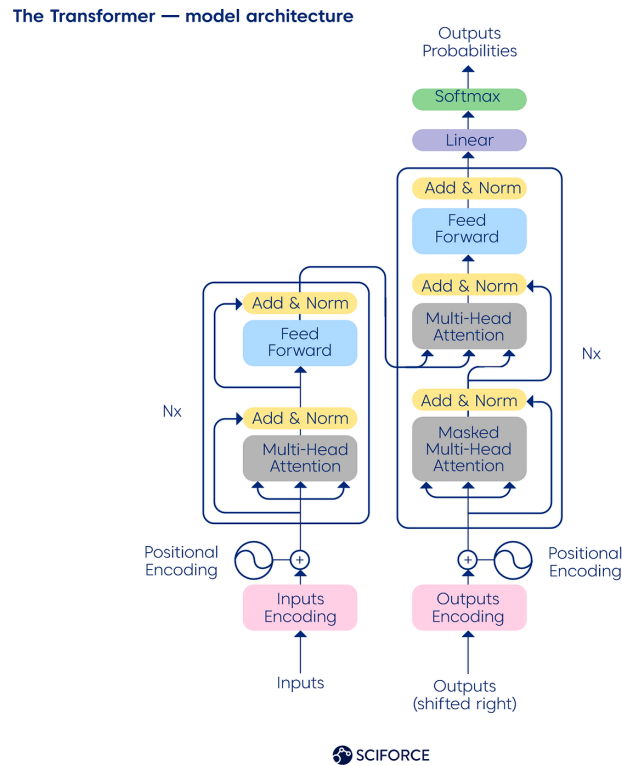 The Transformer — model architecture
Outputs
Probabilities
Softmax
Linear
Add & Norm
Feed
Forward
Add & Norm
Multi-Head
Attention
Nx
Add & Norm
Masked
Multi-Head
Attention
Add & Norm
Feed
Forward
Nx
Add & Norm
Multi-Head
Attention
Positional
Encoding
+
+
Positional
Encoding
Inputs
Encoding
Outputs
Encoding
Inputs
Outputs
(shifted right)
SCIFORCE